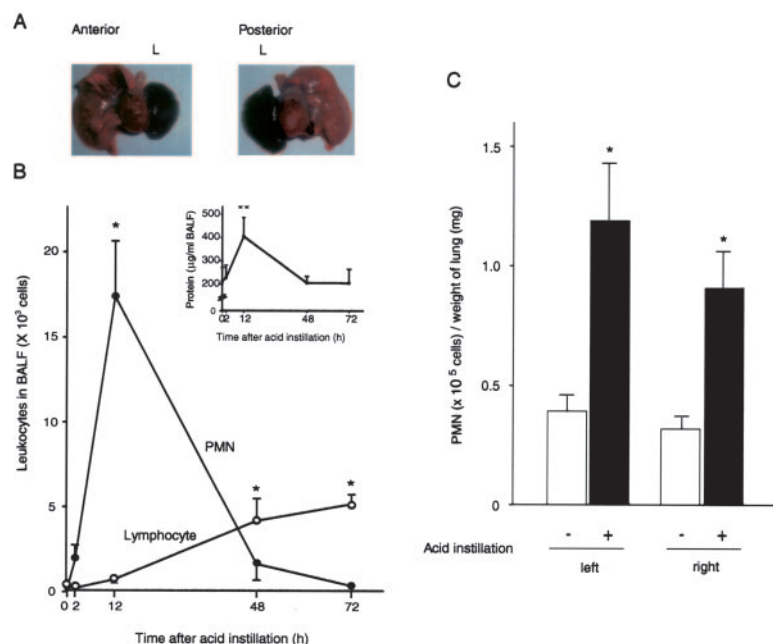 A
Anterior
Posterior
L
L
B
Leukocytes in BALF (X 10³ cells)
20
15
10
5
0
0 2 12 48 72
Time after acid instillation (h)
*
PMN
Lymphocyte
*
*
Protein (μg/ml BALF)
500
400
300
200
0
**
0 2 12 48 72
Time after acid instillation (h)
C
PMN (x 10 ⁵ cells) / weight of lung (mg)
1.5
1.0
0.5
0
*
*
Acid instillation - + - +
left right